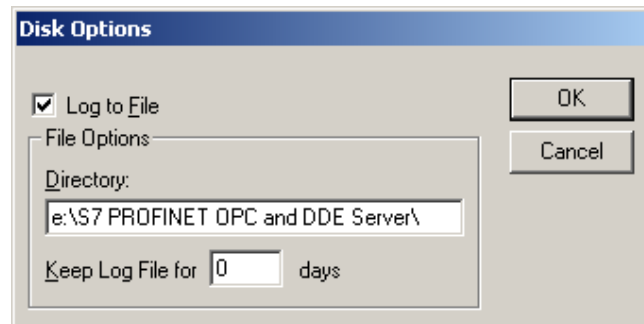 Disk Options
Log to File
OK
File Options
Cancel
Directory:
e:\S7 PROFINET OPC and DDE Server\
Keep Log File for 0 days